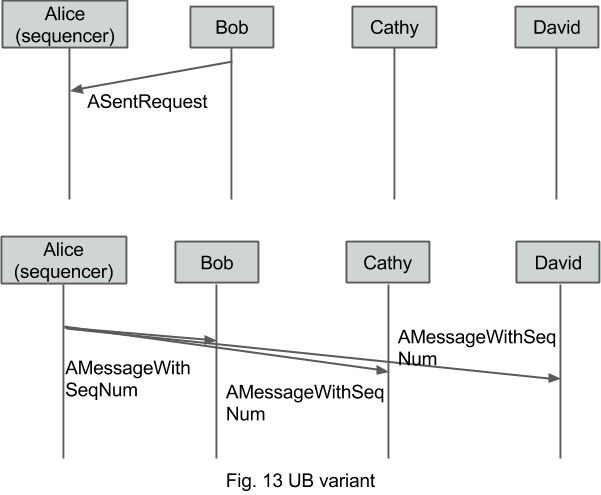 Alice
(sequencer)
Bob
Cathy
David
ASentRequest
Alice
(sequencer)
Bob
Cathy
David
AMessageWith
SeqNum
AMessageWithSeq
Num
AMessageWithSeq
Num
Fig. 13 UB variant